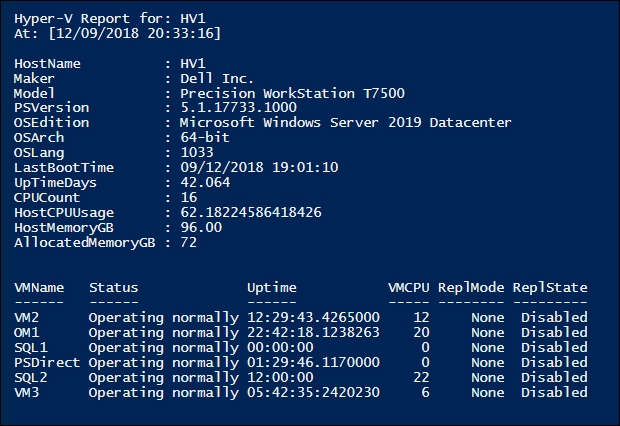 Hyper-V Report for: HV1
At: [12/09/2018 20:33:16]
HostName : HV1
Maker : Dell Inc.
Model : Precision WorkStation T7500
PSVersion : 5.1.17733.1000
OSEdition : Microsoft Windows Server 2019 Datacenter
OSArch : 64-bit
OSLang : 1033
LastBootTime : 09/12/2018 19:01:10
UpTimeDays : 42.064
CPUCount : 16
HostCPUUsage : 62.18224586418426
HostMemoryGB : 96.00
AllocatedMemoryGB : 72
VMName Status Uptime VMCPU ReplMode ReplState
------ ------ ------ ----- -------- ---------
VM2 Operating normally 12:29:43.4265000 12 None Disabled
OM1 Operating normally 22:42:18.1238263 20 None Disabled
SQL1 Operating normally 00:00:00 0 None Disabled
PSDirect Operating normally 01:29:46.1170000 0 None Disabled
SQL2 Operating normally 12:00:00 22 None Disabled
VM3 Operating normally 05:42:35:2420230 6 None Disabled